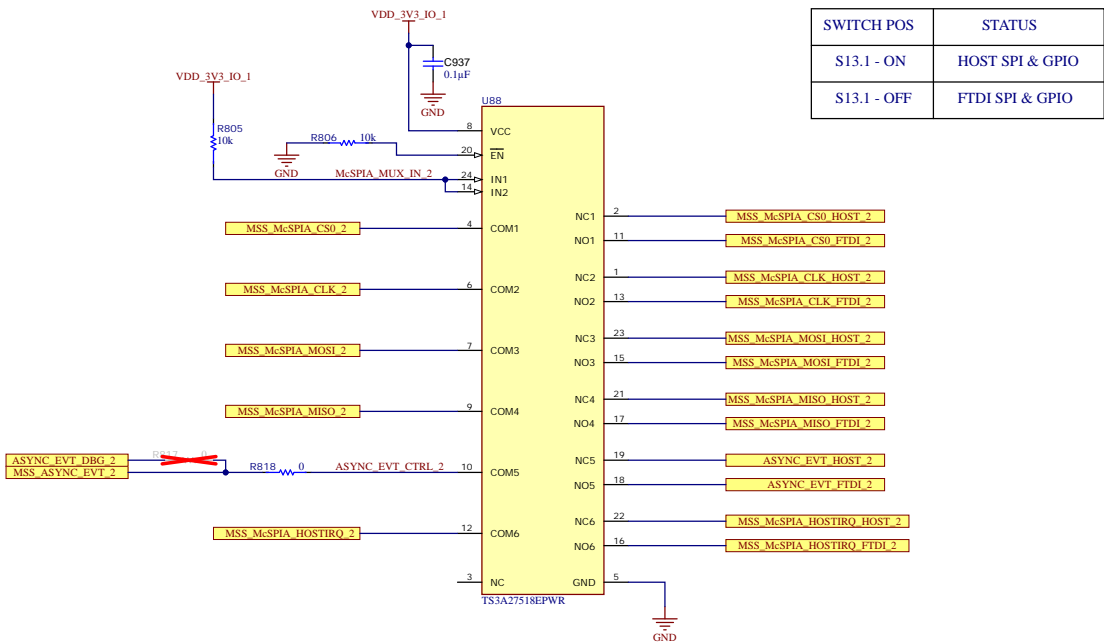 VDD_3V3_IO_1
SWITCH POS STATUS
S13.1 - ON HOST SPI & GPIO
S13.1 - OFF FTDI SPI & GPIO
C937
0.1µF
GND
VDD_3V3_IO_1
R805
10k
U88
8 VCC
R806 10k
GND
20 EN
McSPIA_MUX_IN_2
24 IN1
14 IN2
MSS_McSPIA_CS0_2 4 COM1
NC1 2 MSS_McSPIA_CS0_HOST_2
NO1 11 MSS_McSPIA_CS0_FTDI_2
MSS_McSPIA_CLK_2 6 COM2
NC2 1 MSS_McSPIA_CLK_HOST_2
NO2 13 MSS_McSPIA_CLK_FTDI_2
MSS_McSPIA_MOSI_2 7 COM3
NC3 23 MSS_McSPIA_MOSI_HOST_2
NO3 15 MSS_McSPIA_MOSI_FTDI_2
MSS_McSPIA_MISO_2 9 COM4
NC4 21 MSS_McSPIA_MISO_HOST_2
NO4 17 MSS_McSPIA_MISO_FTDI_2
ASYNC_EVT_DBG_2
MSS_ASYNC_EVT_2
R818 0 ASYNC_EVT_CTRL_2 10 COM5
NC5 19 ASYNC_EVT_HOST_2
NO5 18 ASYNC_EVT_FTDI_2
MSS_McSPIA_HOSTIRQ_2 12 COM6
NC6 22 MSS_McSPIA_HOSTIRQ_HOST_2
NO6 16 MSS_McSPIA_HOSTIRQ_FTDI_2
3 NC
GND 5
TS3A27518EPWR
GND